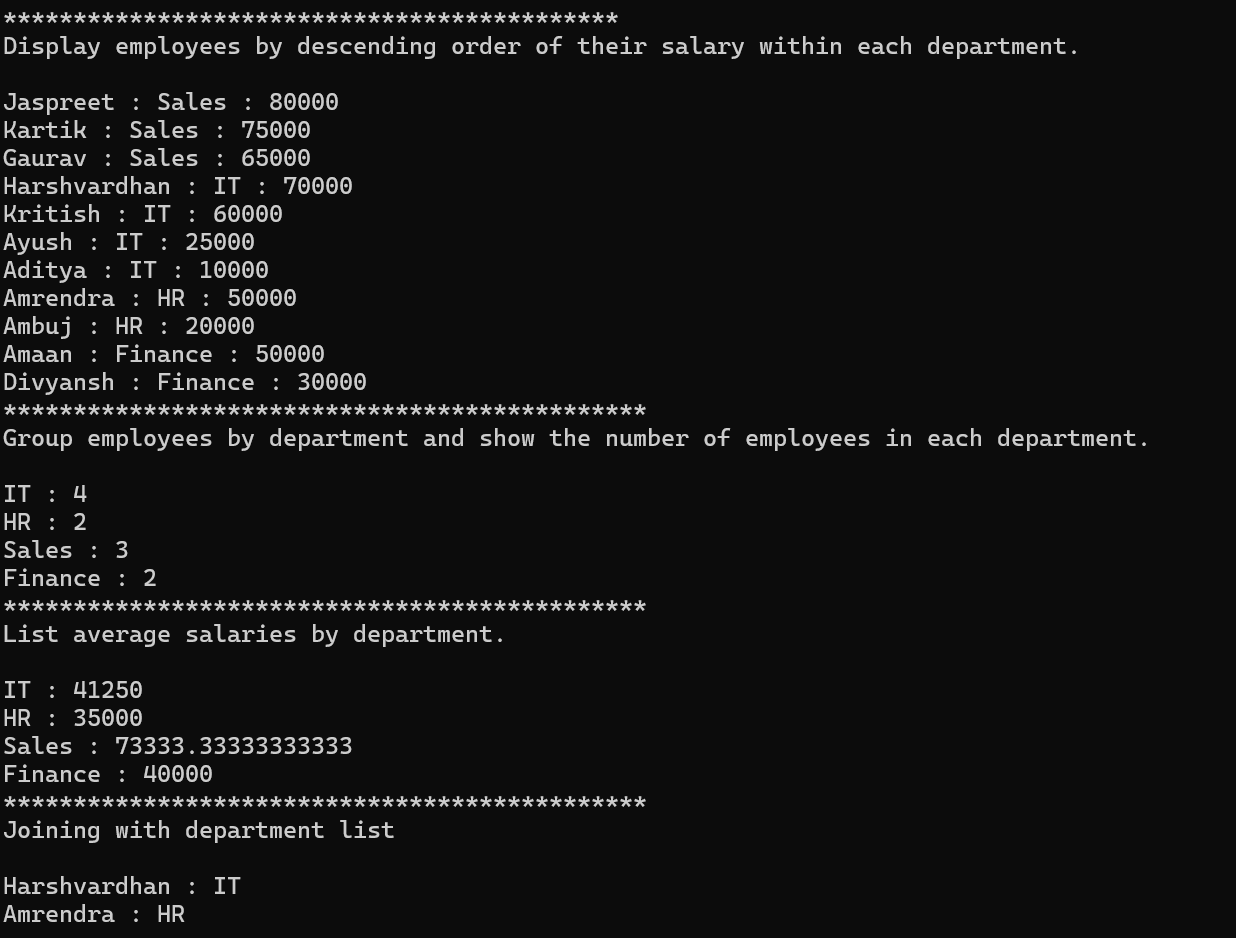 ********************************************
Display employees by descending order of their salary within each department.
Jaspreet : Sales : 80000
Kartik : Sales : 75000
Gaurav : Sales : 65000
Harshvardhan : IT : 70000
Kritish : IT : 60000
Ayush : IT : 25000
Aditya : IT : 10000
Amrendra : HR : 50000
Ambuj : HR : 20000
Amaan : Finance : 50000
Divyansh : Finance : 30000
**********************************************
Group employees by department and show the number of employees in each department.
IT : 4
HR : 2
Sales : 3
Finance : 2
**********************************************
List average salaries by department.
IT : 41250
HR : 35000
Sales : 73333.33333333333
Finance : 40000
**********************************************
Joining with department list
Harshvardhan : IT
Amrendra : HR